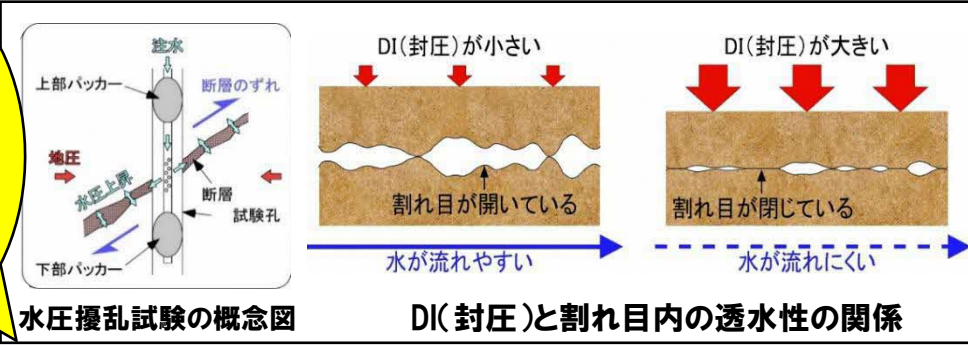 注水
上部パッカー
断層のずれ
地圧
水圧上昇
断層
試験孔
下部パッカー
水圧擾乱試験の概念図
DI(封圧)が小さい
割れ目が開いている
水が流れやすい
DI(封圧)が大きい
割れ目が閉じている
水が流れにくい
DI(封圧)と割れ目内の透水性の関係